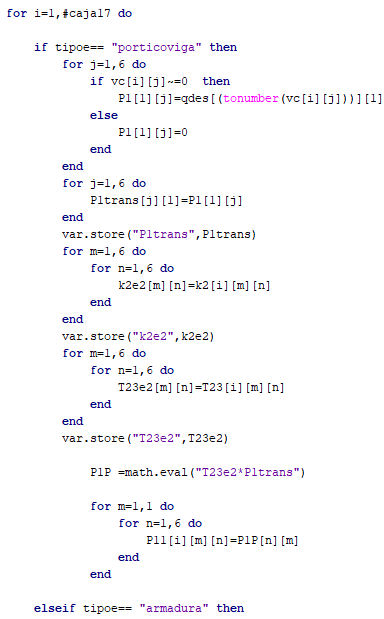 for i=1,#caja17 do
if tipoe== "porticoviga" then
for j=1,6 do
if vc[i][j]~=0 then
P1[1][j]=qdes[(tonumber(vc[i][j]))][1]
else
P1[1][j]=0
end
end
for j=1,6 do
P1trans[j][1]=P1[1][j]
end
var.store("P1trans",P1trans)
for m=1,6 do
for n=1,6 do
k2e2[m][n]=k2[i][m][n]
end
end
var.store("k2e2",k2e2)
for m=1,6 do
for n=1,6 do
T23e2[m][n]=T23[i][m][n]
end
end
var.store("T23e2",T23e2)
P1P =math.eval("T23e2*P1trans")
for m=1,1 do
for n=1,6 do
P11[i][m][n]=P1P[n][m]
end
end
elseif tipoe== "armadura" then